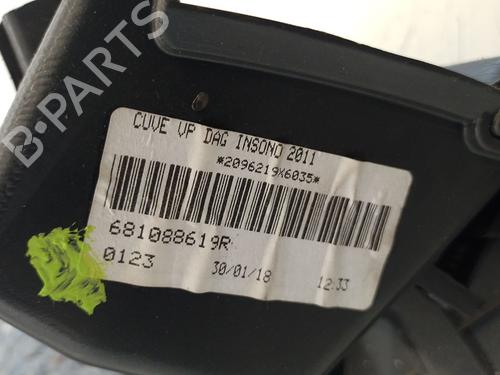 CUVE VP DAG INSONO 2011
*2096219X6035*
681088619R
0123 30/01/18 12:33
B-PARTS